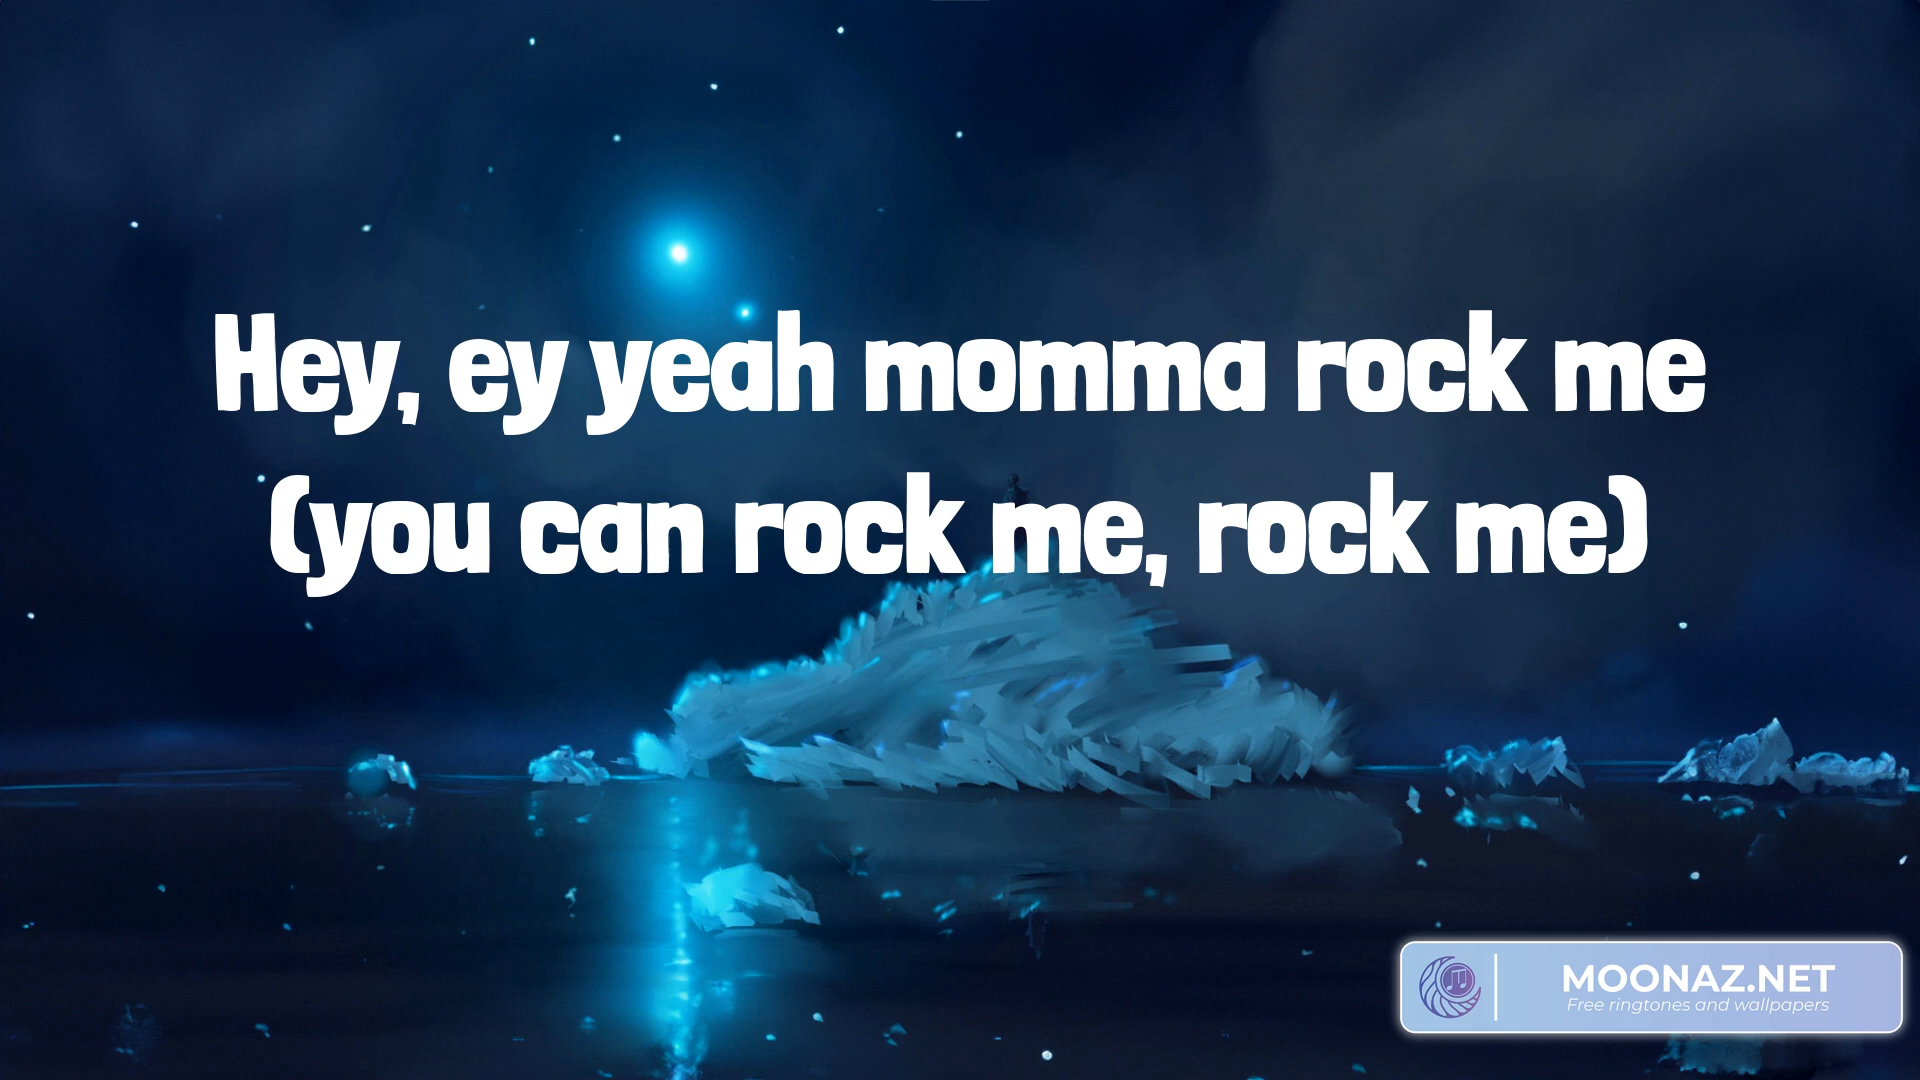 Hey, ey yeah momma rock me
(you can rock me, rock me)
MOONAZ.NET
Free ringtones and wallpapers